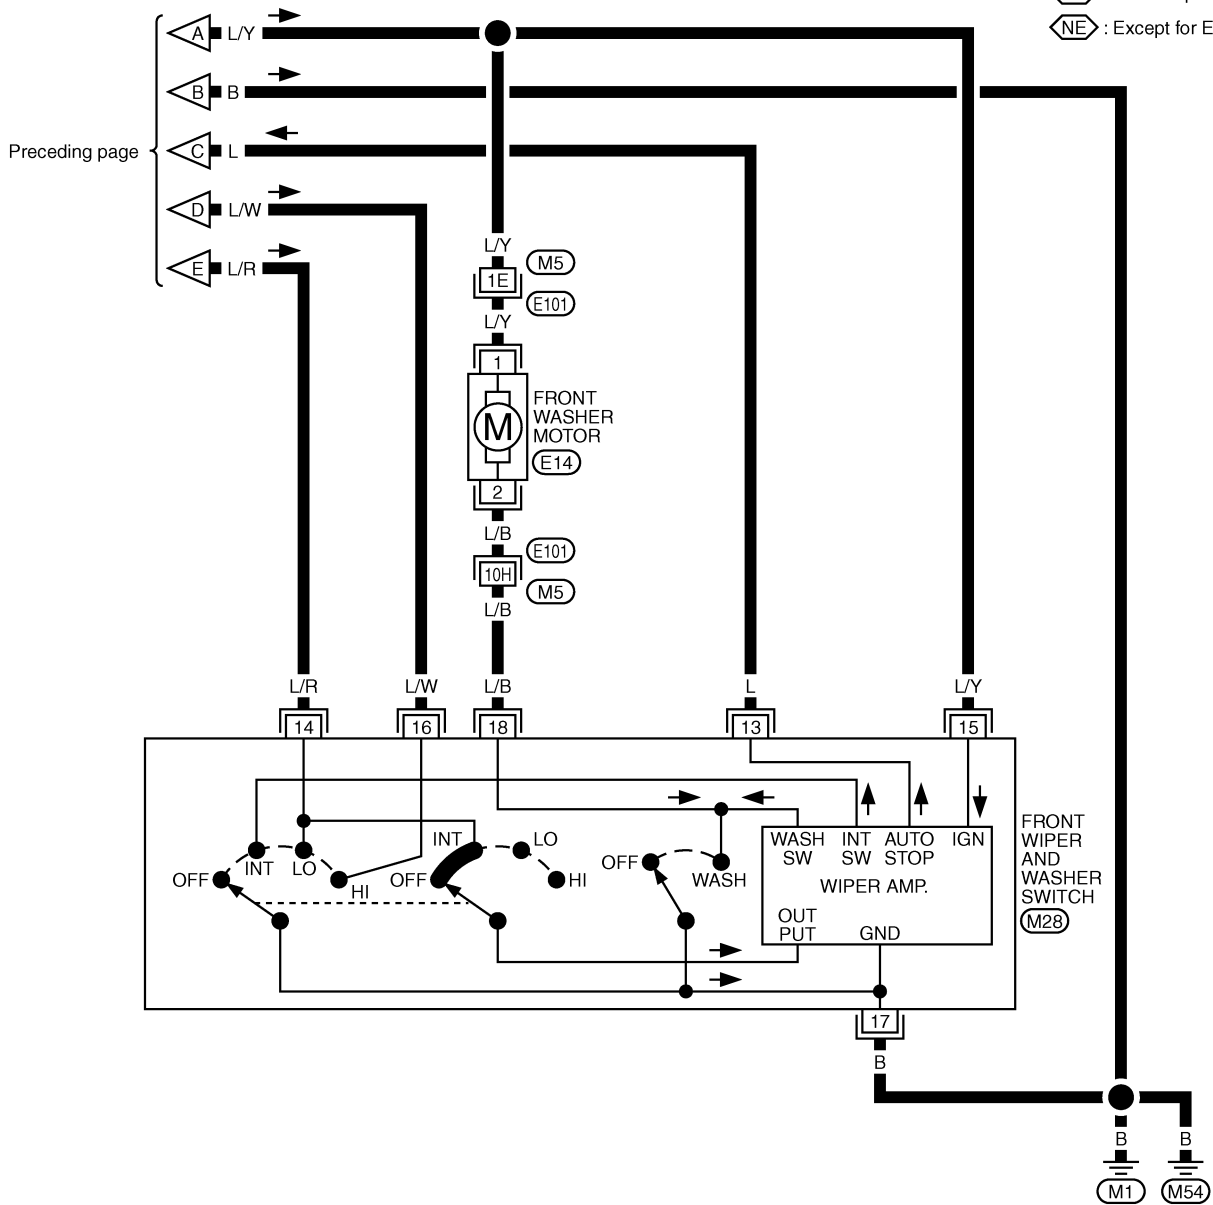 NE : Except for E
A L/Y
B B
Preceding page
C L
D L/W
E L/R
L/Y
M5
1E
E101
L/Y
1
FRONT
WASHER
MOTOR
M
E14
2
L/B
E101
10H
M5
L/B
L/R L/W L/B L L/Y
14 16 18 13 15
FRONT
WIPER
AND
WASHER
SWITCH
M28
OFF INT LO HI
OFF INT LO HI
OFF WASH
WASH
SW
INT
SW
AUTO
STOP
IGN
WIPER AMP.
OUT
PUT
GND
17
B
B B
M1 M54